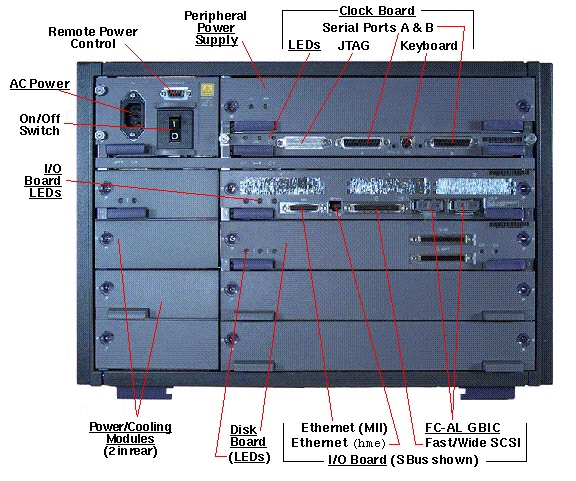 Clock Board
Peripheral
Power
Supply
Serial Ports A & B
Remote Power
Control
LEDs
JTAG
Keyboard
AC Power
On/Off
Switch
I/O
Board
LEDs
Power/Cooling
Modules
(2 in rear)
Disk
Board
(LEDs)
Ethernet (MII)
Ethernet (hme)
FC-AL GBIC
Fast/Wide SCSI
I/O Board (SBus shown)